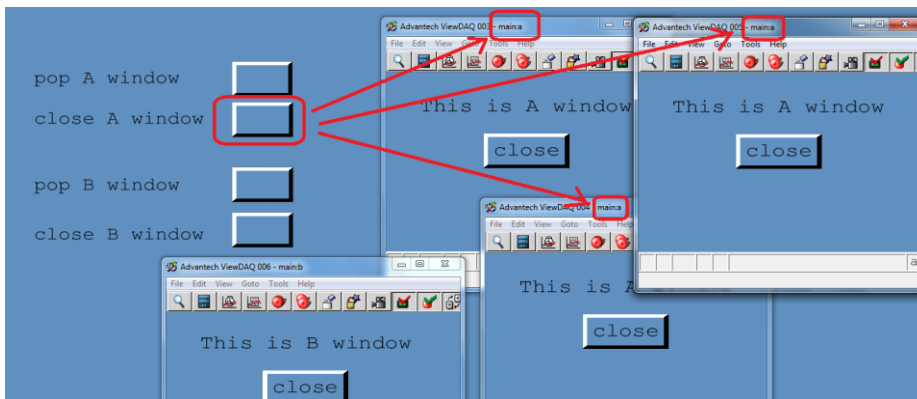 pop A window
close A window
pop B window
close B window
Advantech ViewDAQ 003 - main:a
File Edit View Goto Tools Help
This is A window
close
Advantech ViewDAQ 005 - main:a
File Edit View Goto Tools Help
This is A window
close
a
Advantech ViewDAQ 004 - main:a
File Edit View Goto Tools Help
This is A
close
Advantech ViewDAQ 006 - main:b
File Edit View Goto Tools Help
This is B window
close